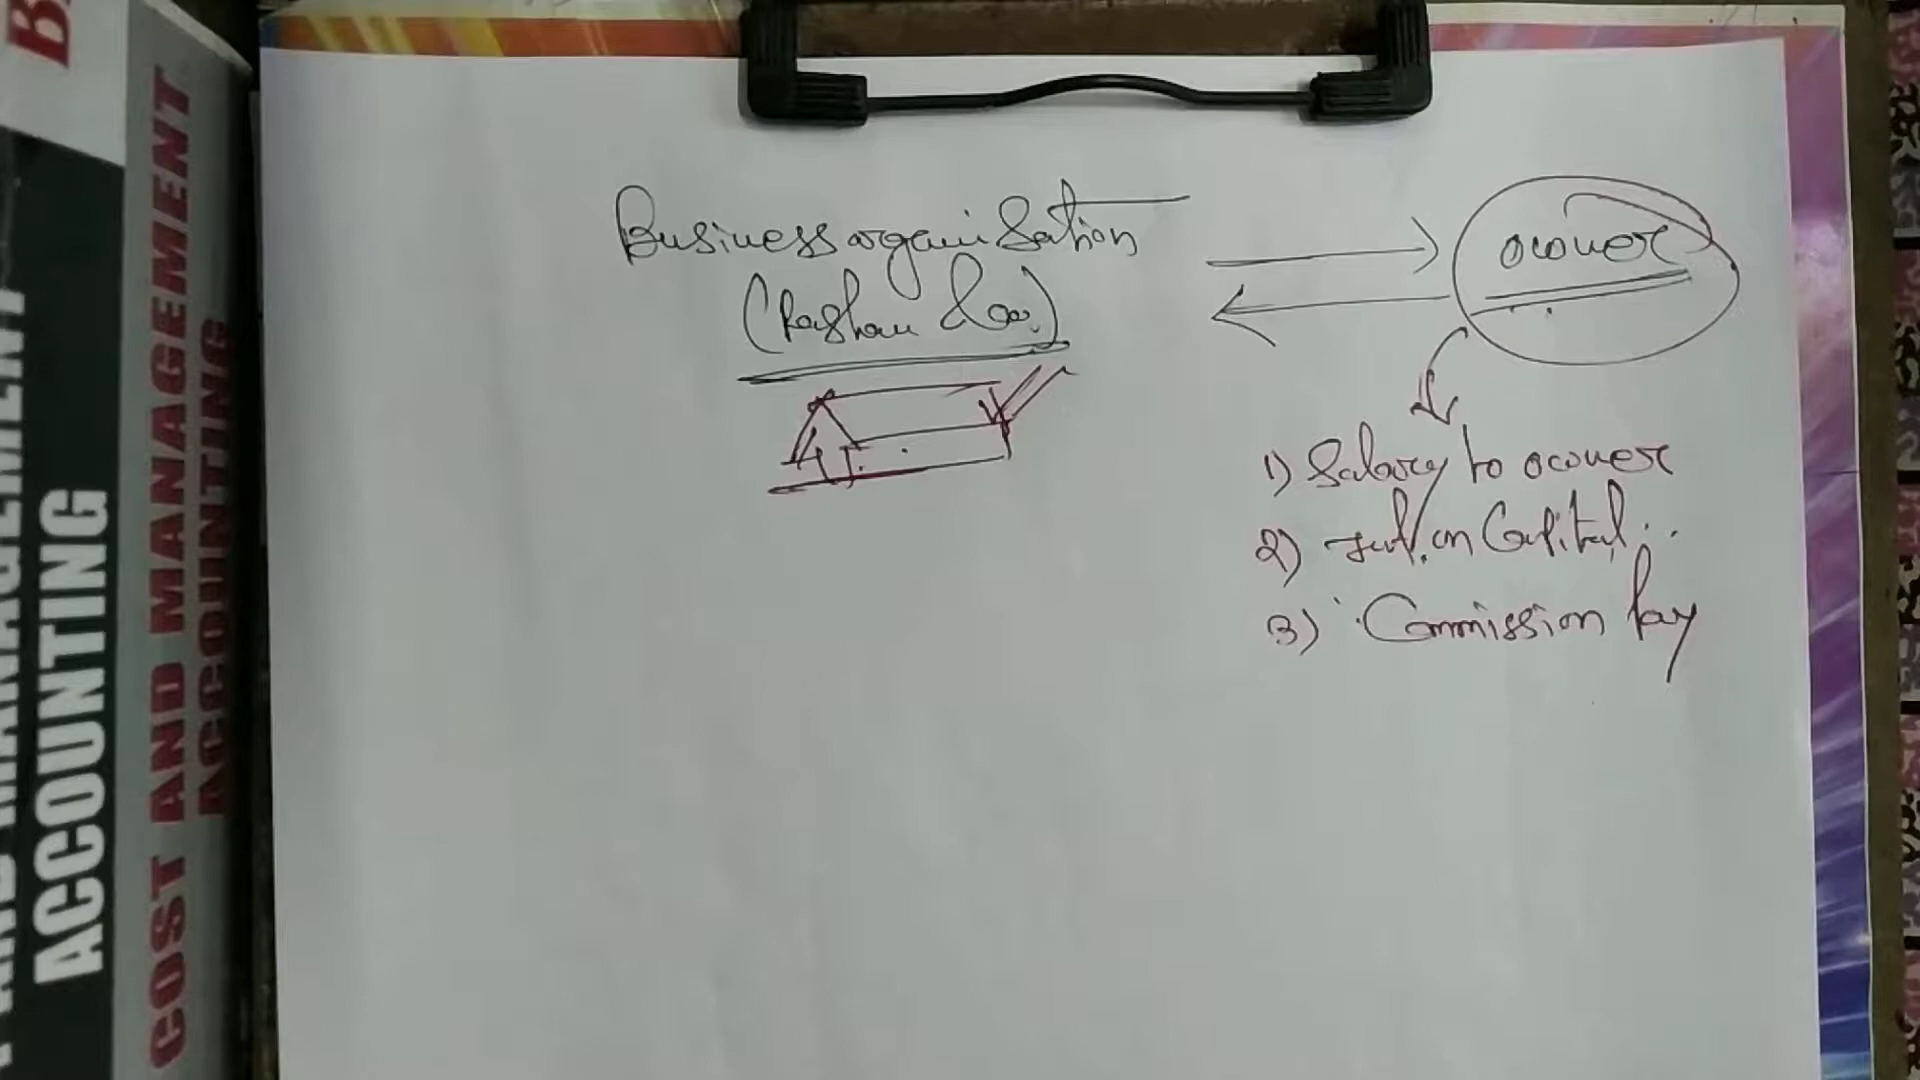 B
ACCOUNTING
COST AND MANAGEMENT
ACCOUNTING
Business organisation
(Roshan & Co.)
owner
1) Salary to owner
2) Int. on Capital
3) Commission pay